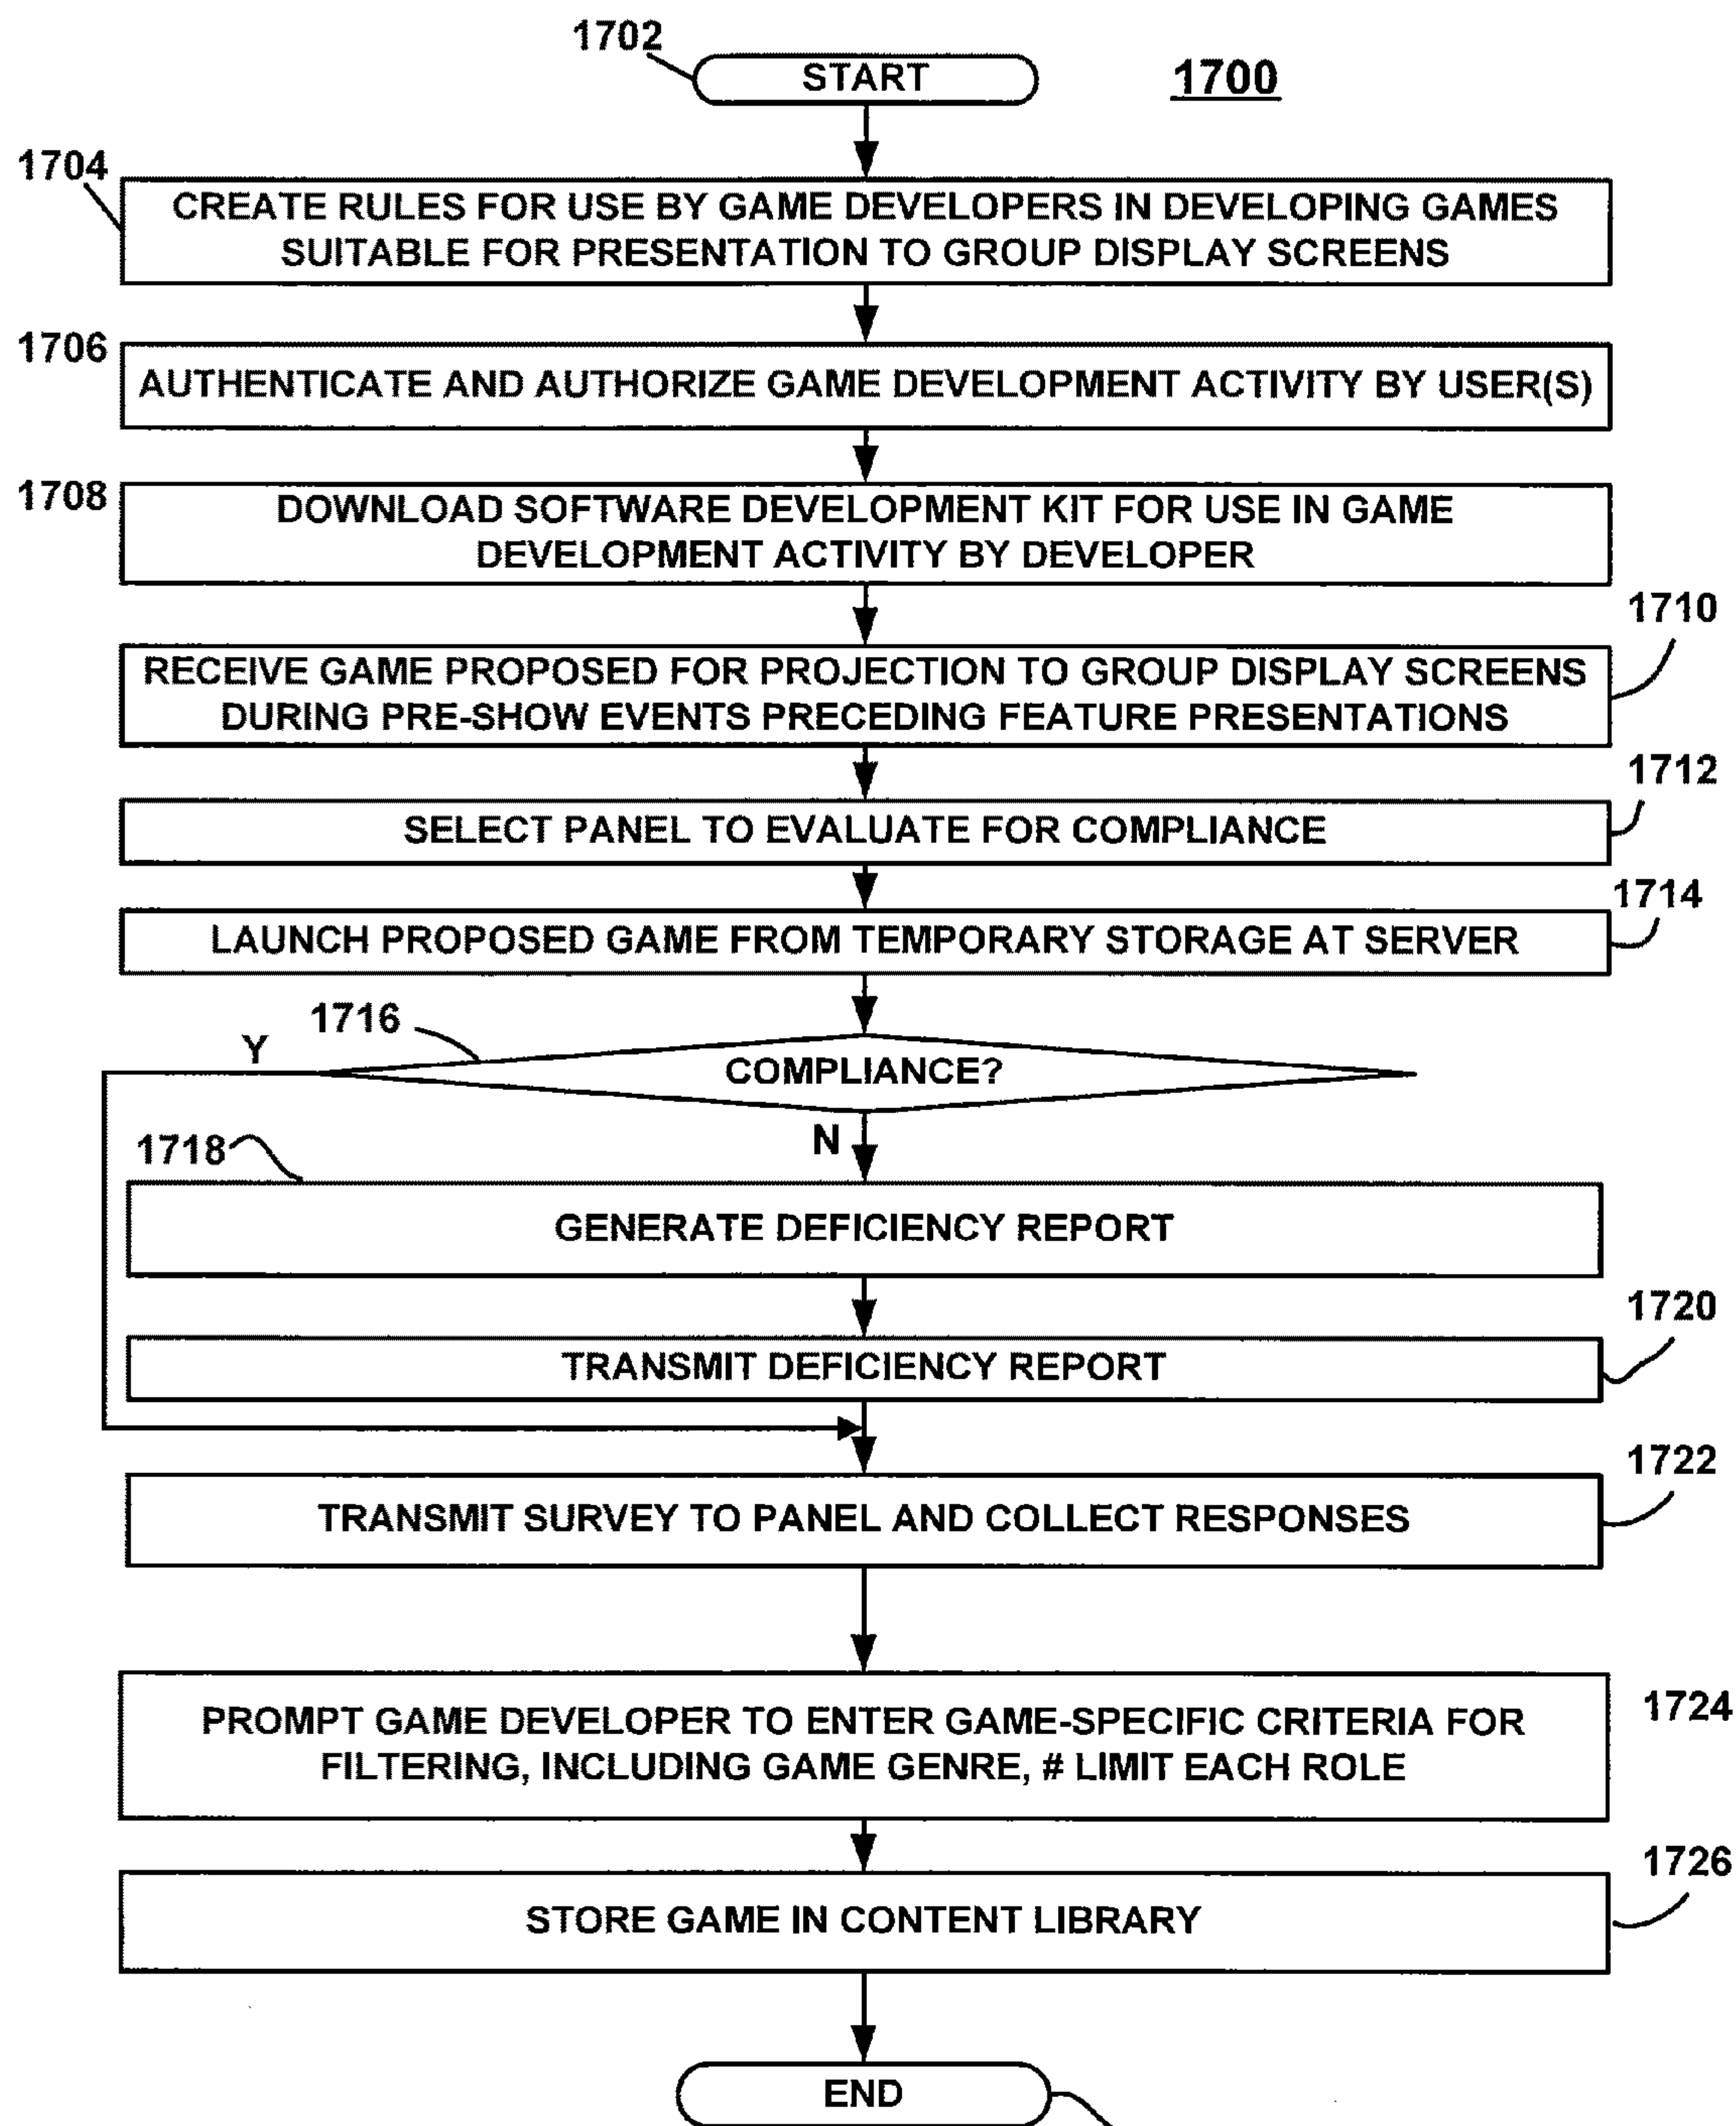 1702
START
1700
1704
CREATE RULES FOR USE BY GAME DEVELOPERS IN DEVELOPING GAMES
SUITABLE FOR PRESENTATION TO GROUP DISPLAY SCREENS
1706
AUTHENTICATE AND AUTHORIZE GAME DEVELOPMENT ACTIVITY BY USER(S)
1708
DOWNLOAD SOFTWARE DEVELOPMENT KIT FOR USE IN GAME
DEVELOPMENT ACTIVITY BY DEVELOPER
1710
RECEIVE GAME PROPOSED FOR PROJECTION TO GROUP DISPLAY SCREENS
DURING PRE-SHOW EVENTS PRECEDING FEATURE PRESENTATIONS
1712
SELECT PANEL TO EVALUATE FOR COMPLIANCE
1714
LAUNCH PROPOSED GAME FROM TEMPORARY STORAGE AT SERVER
1716
Y
COMPLIANCE?
N
1718
GENERATE DEFICIENCY REPORT
1720
TRANSMIT DEFICIENCY REPORT
1722
TRANSMIT SURVEY TO PANEL AND COLLECT RESPONSES
1724
PROMPT GAME DEVELOPER TO ENTER GAME-SPECIFIC CRITERIA FOR
FILTERING, INCLUDING GAME GENRE, # LIMIT EACH ROLE
1726
STORE GAME IN CONTENT LIBRARY
END